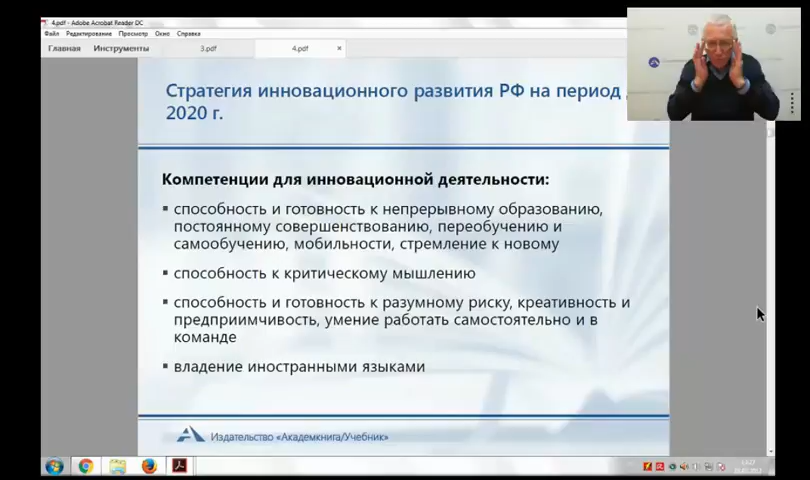 4.pdf - Adobe Acrobat Reader DC
Файл Редактирование Просмотр Окно Справка
Главная Инструменты 3.pdf 4.pdf ×
Стратегия инновационного развития РФ на период
2020 г.
Компетенции для инновационной деятельности:
▪ способность и готовность к непрерывному образованию,
постоянному совершенствованию, переобучению и
самообучению, мобильности, стремление к новому
▪ способность к критическому мышлению
▪ способность и готовность к разумному риску, креативность и
предприимчивость, умение работать самостоятельно и в
команде
▪ владение иностранными языками
Издательство «Академкнига/Учебник»